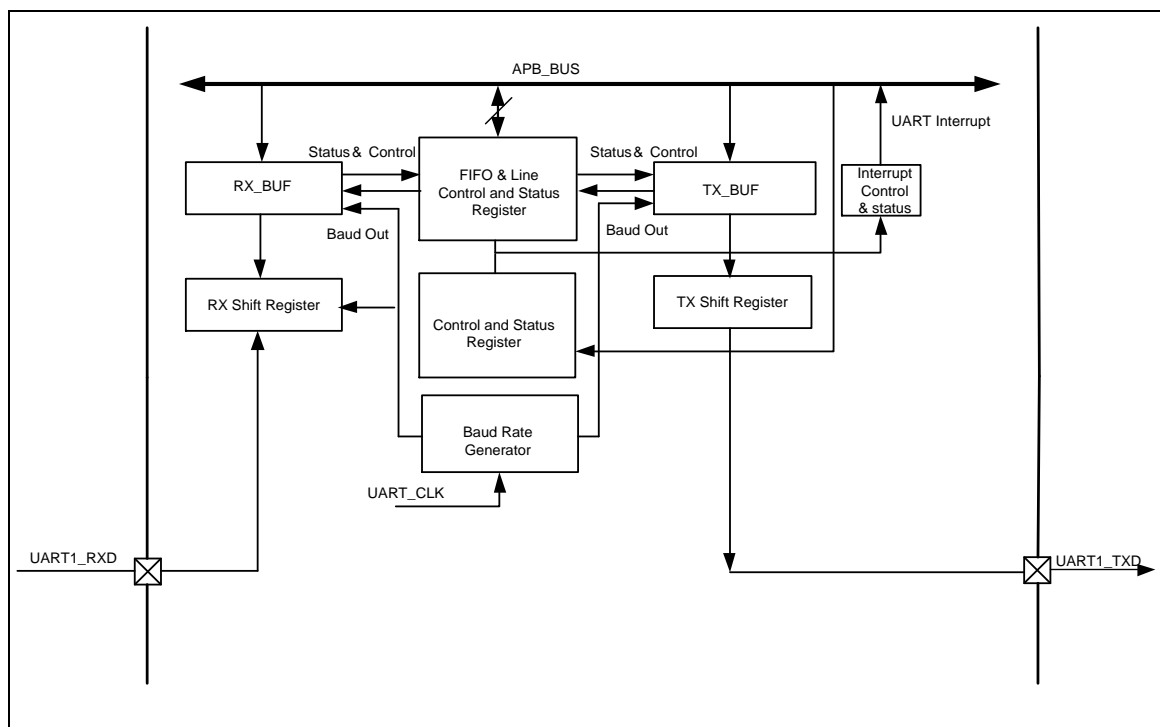 APB_BUS
UART Interrupt
Status & Control
Status & Control
RX_BUF
FIFO & Line
Control and Status
Register
TX_BUF
Interrupt
Control
& status
Baud Out
Baud Out
RX Shift Register
Control and Status
Register
TX Shift Register
Baud Rate
Generator
UART_CLK
UART1_RXD
UART1_TXD